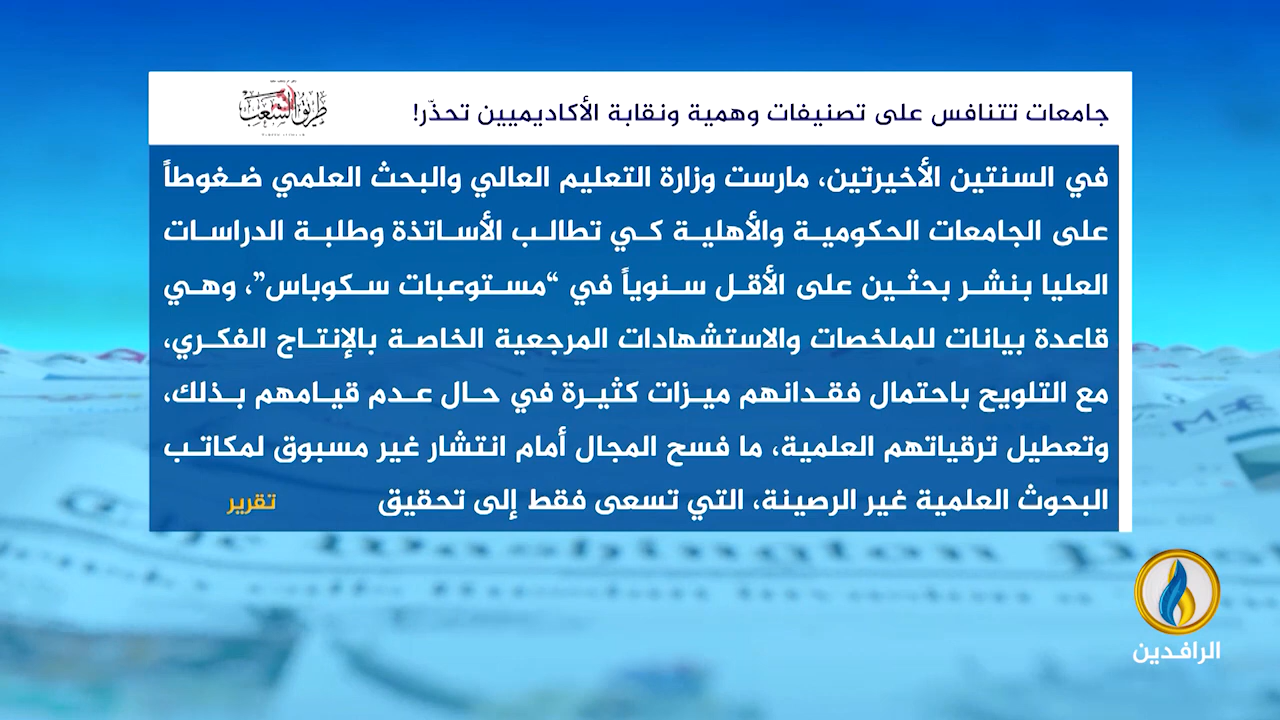 جامعات تتنافس على تصنيفات وهمية ونقابة الأكاديميين تحذّر!
طريق الشعب
في السنتين الأخيرتين، مارست وزارة التعليم العالي والبحث العلمي ضغوطاً
على الجامعات الحكومية والأهلية كي تطالب الأساتذة وطلبة الدراسات
العليا بنشر بحثين على الأقل سنوياً في “مستوعبات سكوباس”، وهي
قاعدة بيانات للملخصات والاستشهادات المرجعية الخاصة بالإنتاج الفكري،
مع التلويح باحتمال فقدانهم ميزات كثيرة في حال عدم قيامهم بذلك،
وتعطيل ترقياتهم العلمية، ما فسح المجال أمام انتشار غير مسبوق لمكاتب
البحوث العلمية غير الرصينة، التي تسعى فقط إلى تحقيق
تقرير
الرافدين